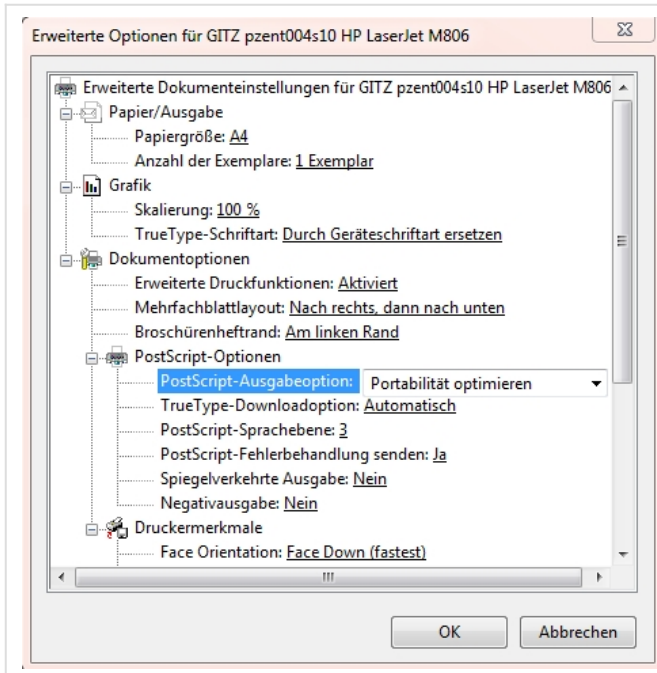 Erweiterte Optionen für GITZ pzent004s10 HP LaserJet M806
Erweiterte Dokumenteinstellungen für GITZ pzent004s10 HP LaserJet M806
Papier/Ausgabe
Papiergröße: A4
Anzahl der Exemplare: 1 Exemplar
Grafik
Skalierung: 100 %
TrueType-Schriftart: Durch Geräteschriftart ersetzen
Dokumentoptionen
Erweiterte Druckfunktionen: Aktiviert
Mehrfachblattlayout: Nach rechts, dann nach unten
Broschürenheftrand: Am linken Rand
PostScript-Optionen
PostScript-Ausgabeoption: Portabilität optimieren
TrueType-Downloadoption: Automatisch
PostScript-Sprachebene: 3
PostScript-Fehlerbehandlung senden: Ja
Spiegelverkehrte Ausgabe: Nein
Negativausgabe: Nein
Druckermerkmale
Face Orientation: Face Down (fastest)
OK Abbrechen